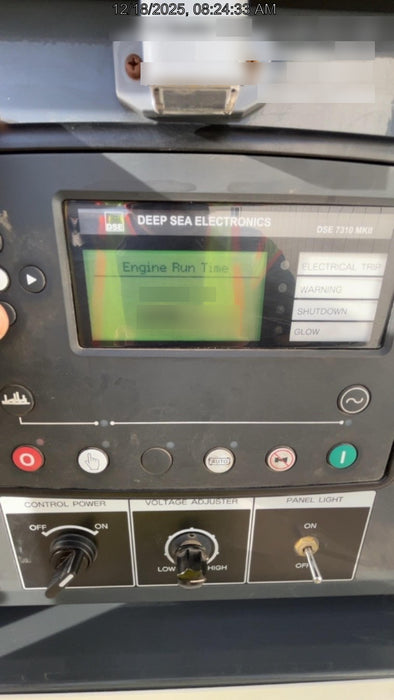 12/18/2025, 08:24:33 AM
DSE
DEEP SEA ELECTRONICS
DSE 7310 MKII
Engine Run Time
ELECTRICAL TRIP
WARNING
SHUTDOWN
GLOW
O
AUTO
I
CONTROL POWER
OFF
ON
VOLTAGE ADJUSTER
LOW
HIGH
PANEL LIGHT
ON
OFF